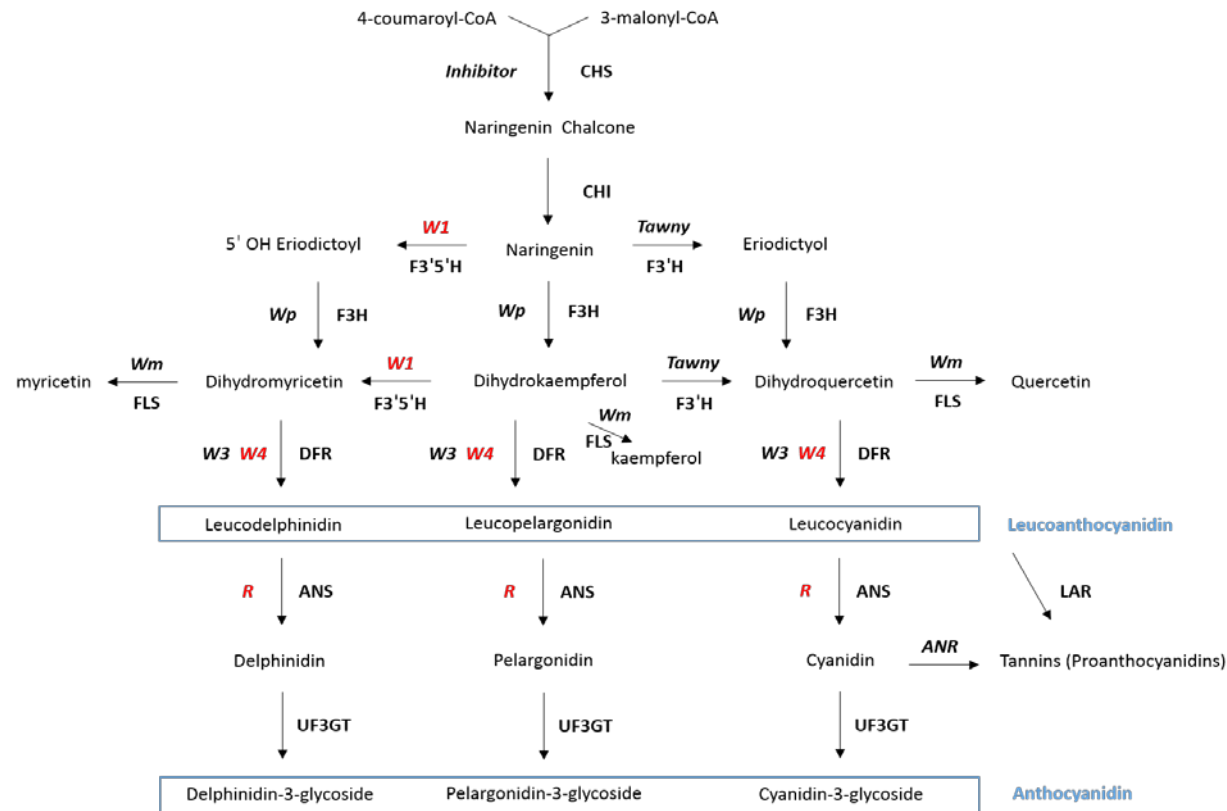 4-coumaroyl-CoA 3-malonyl-CoA
Inhibitor CHS
Naringenin Chalcone
CHI
W1 Tawny
5' OH Eriodictoyl Naringenin Eriodictyol
F3'5'H F3'H
Wp F3H Wp F3H Wp F3H
Wm W1 Tawny Wm
myricetin Dihydromyricetin Dihydrokaempferol Dihydroquercetin Quercetin
FLS F3'5'H F3'H FLS
Wm
FLS
W3 W4 DFR W3 W4 DFR kaempferol W3 W4 DFR
Leucodelphinidin Leucopelargonidin Leucocyanidin Leucoanthocyanidin
R ANS R ANS R ANS LAR
ANR
Delphinidin Pelargonidin Cyanidin Tannins (Proanthocyanidins)
UF3GT UF3GT UF3GT
Delphinidin-3-glycoside Pelargonidin-3-glycoside Cyanidin-3-glycoside Anthocyanidin